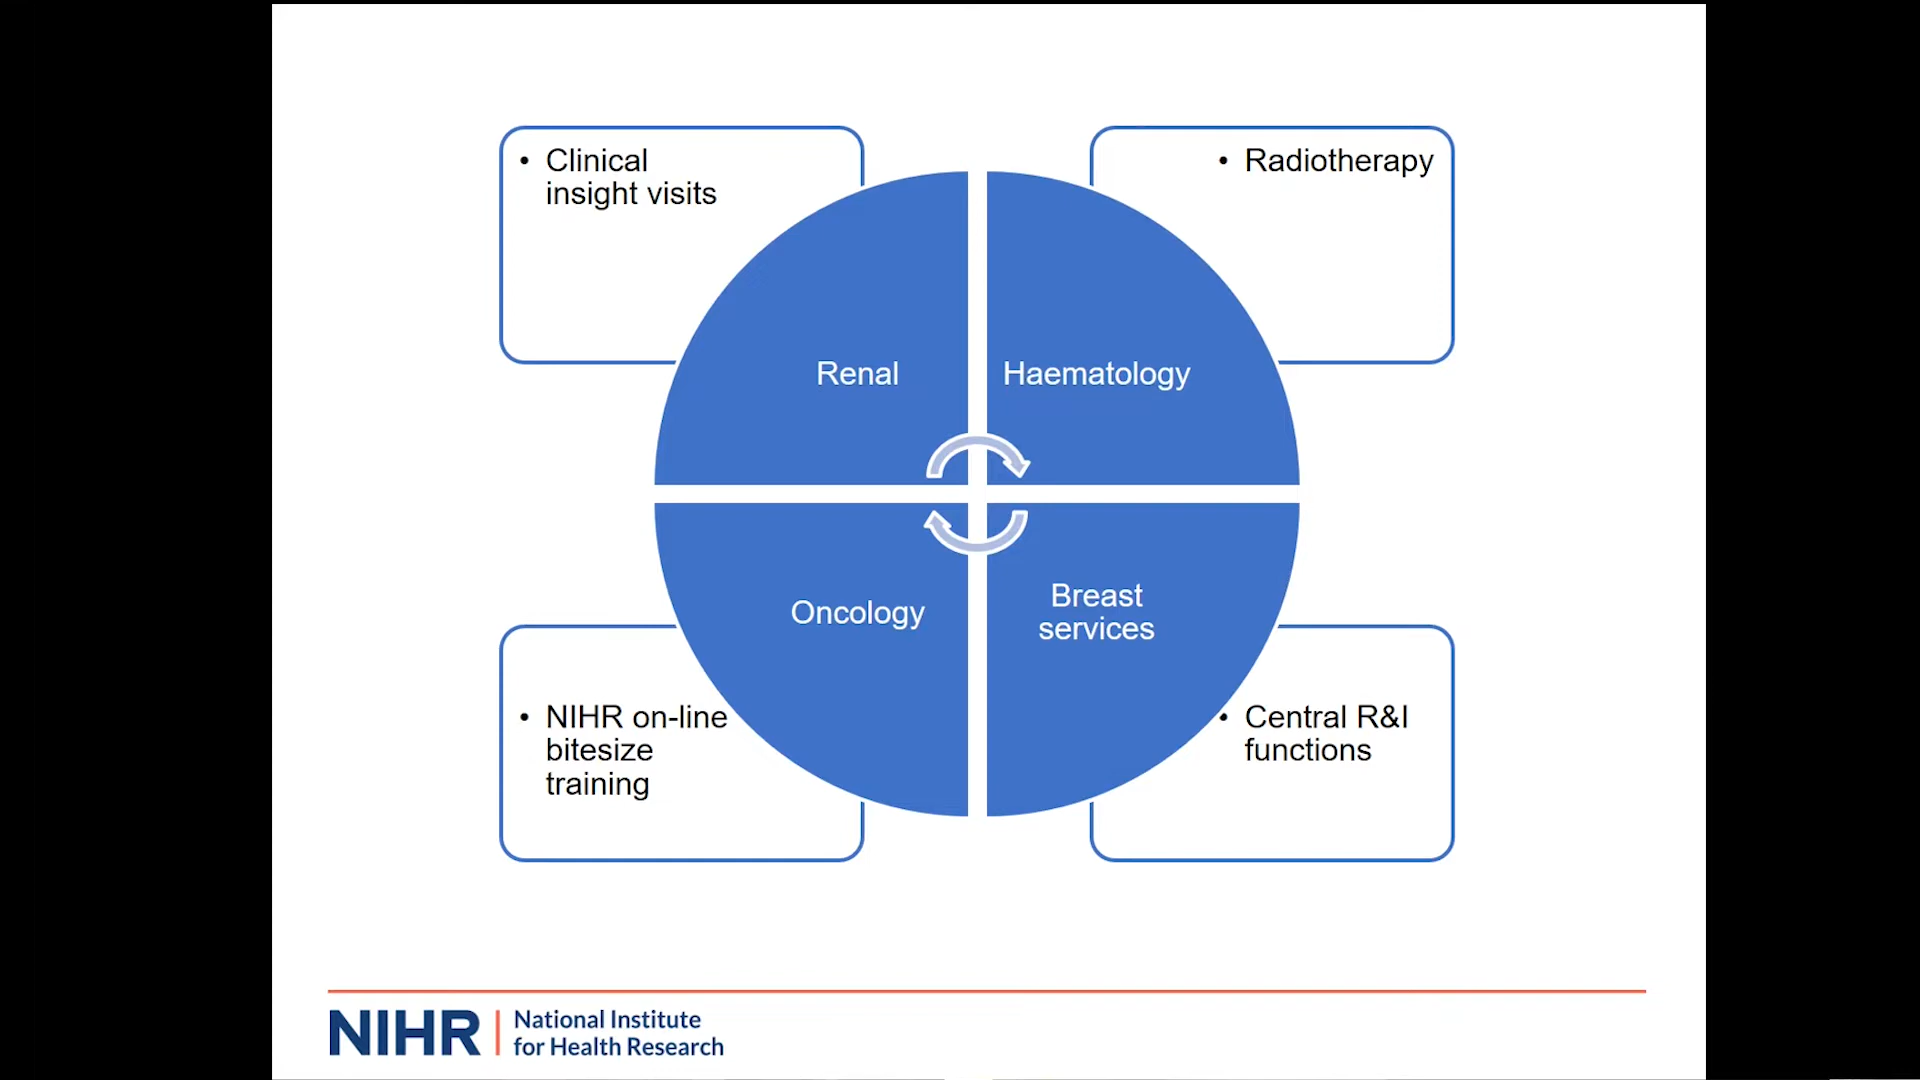 • Clinical
insight visits
• Radiotherapy
Renal
Haematology
Oncology
Breast
services
• NIHR on-line
bitesize
training
• Central R&I
functions
NIHR | National Institute
for Health Research